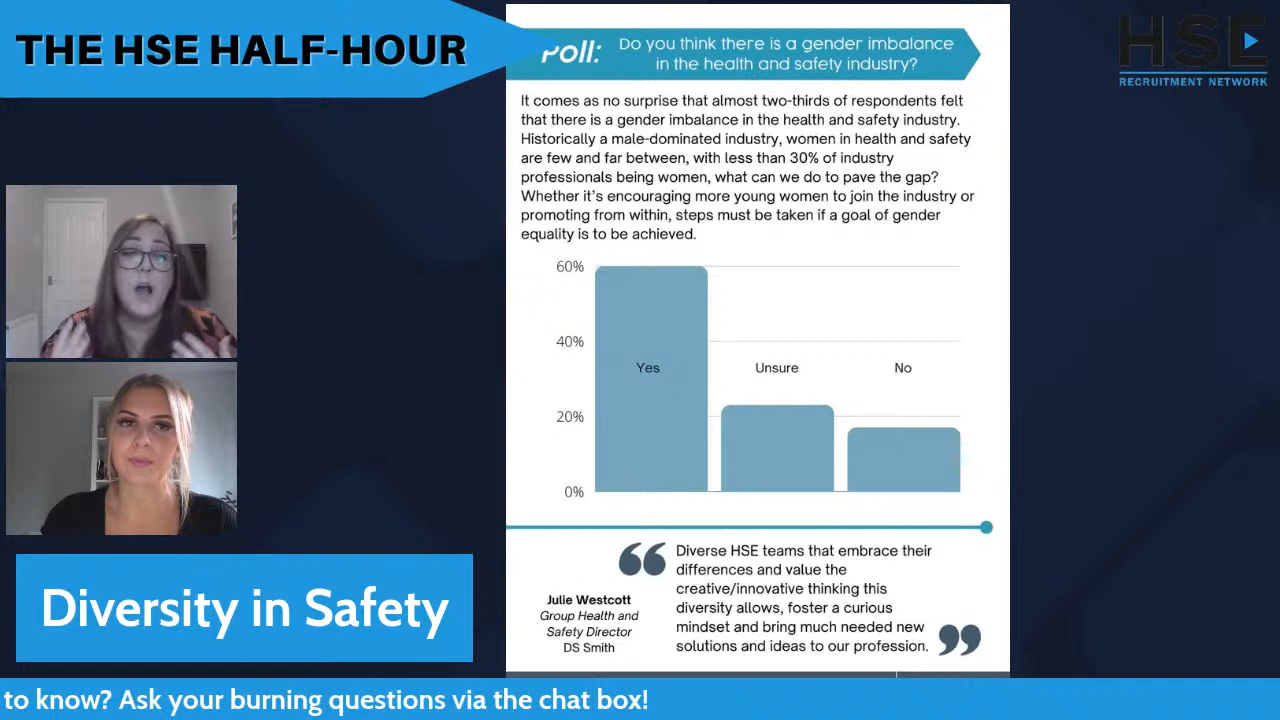 THE HSE HALF-HOUR
Poll:
Do you think there is a gender imbalance
in the health and safety industry?
HSE
RECRUITMENT NETWORK
It comes as no surprise that almost two-thirds of respondents felt
that there is a gender imbalance in the health and safety industry.
Historically a male-dominated industry, women in health and safety
are few and far between, with less than 30% of industry
professionals being women, what can we do to pave the gap?
Whether it's encouraging more young women to join the industry or
promoting from within, steps must be taken if a goal of gender
equality is to be achieved.
60%
40%
20%
0%
Yes
Unsure
No
Diverse HSE teams that embrace their
differences and value the
creative/innovative thinking this
diversity allows, foster a curious
mindset and bring much needed new
solutions and ideas to our profession.
Julie Westcott
Group Health and
Safety Director
DS Smith
Diversity in Safety
to know? Ask your burning questions via the chat box!